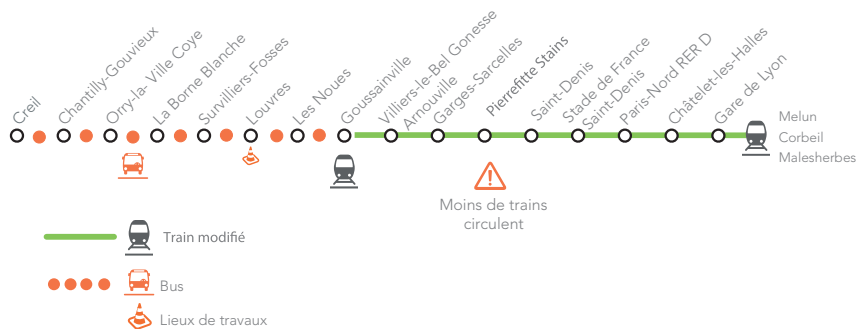 Creil
Chantilly-Gouvieux
Orry-la- Ville Coye
La Borne Blanche
Survilliers-Fosses
Louvres
Les Noues
Goussainville
Villiers-le-Bel Gonesse
Arnouville
Garges-Sarcelles
Pierrefitte Stains
Saint-Denis
Stade de France
Saint-Denis
Paris-Nord RER D
Châtelet-les-Halles
Gare de Lyon
Melun
Corbeil
Malesherbes
Moins de trains
circulent
Train modifié
Bus
Lieux de travaux